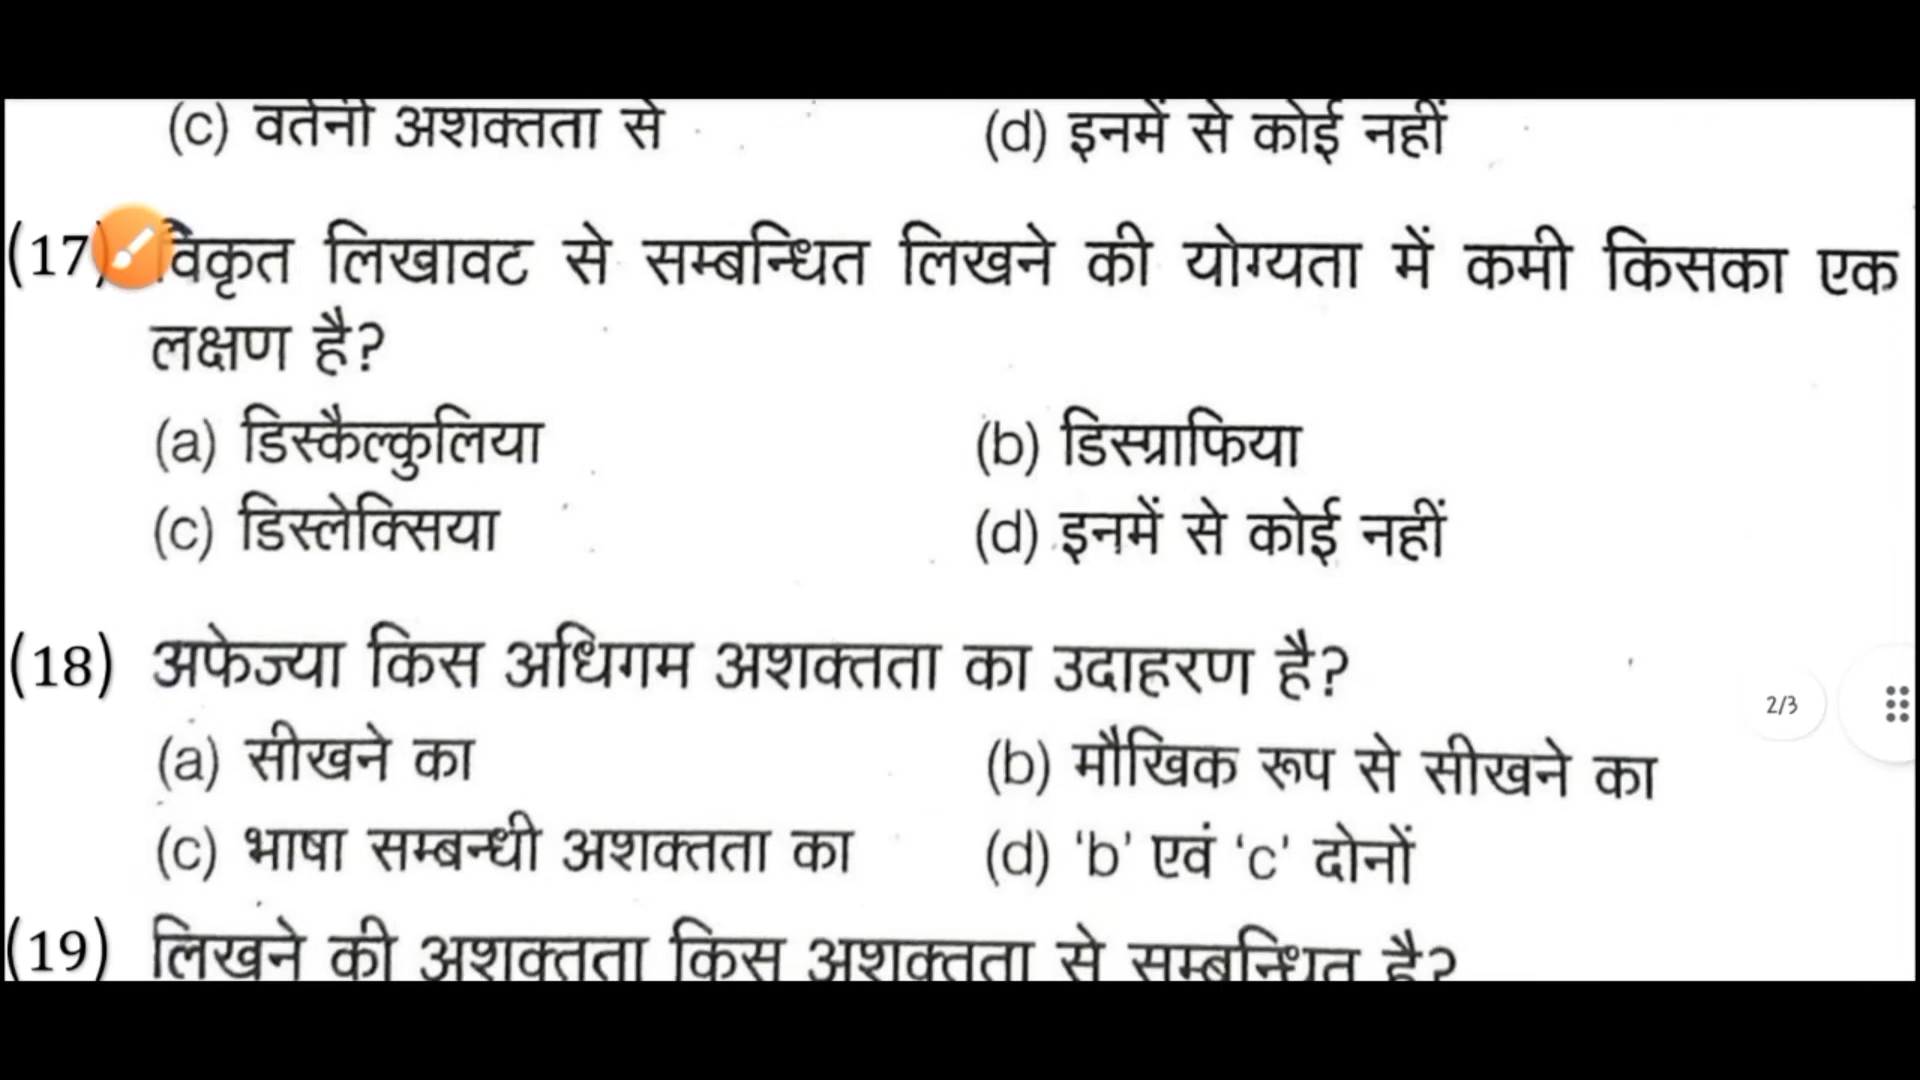 (c) वर्तनी अशक्तता से (d) इनमें से कोई नहीं
(17) विकृत लिखावट से सम्बन्धित लिखने की योग्यता में कमी किसका एक
लक्षण है?
(a) डिस्कैल्कुलिया (b) डिस्ग्राफिया
(c) डिस्लेक्सिया (d) इनमें से कोई नहीं
(18) अफेज्या किस अधिगम अशक्तता का उदाहरण है?
2/3
(a) सीखने का (b) मौखिक रूप से सीखने का
(c) भाषा सम्बन्धी अशक्तता का (d) 'b' एवं 'c' दोनों
(19) लिखने की अशक्तता किस अशक्तता से सम्बन्धित है?